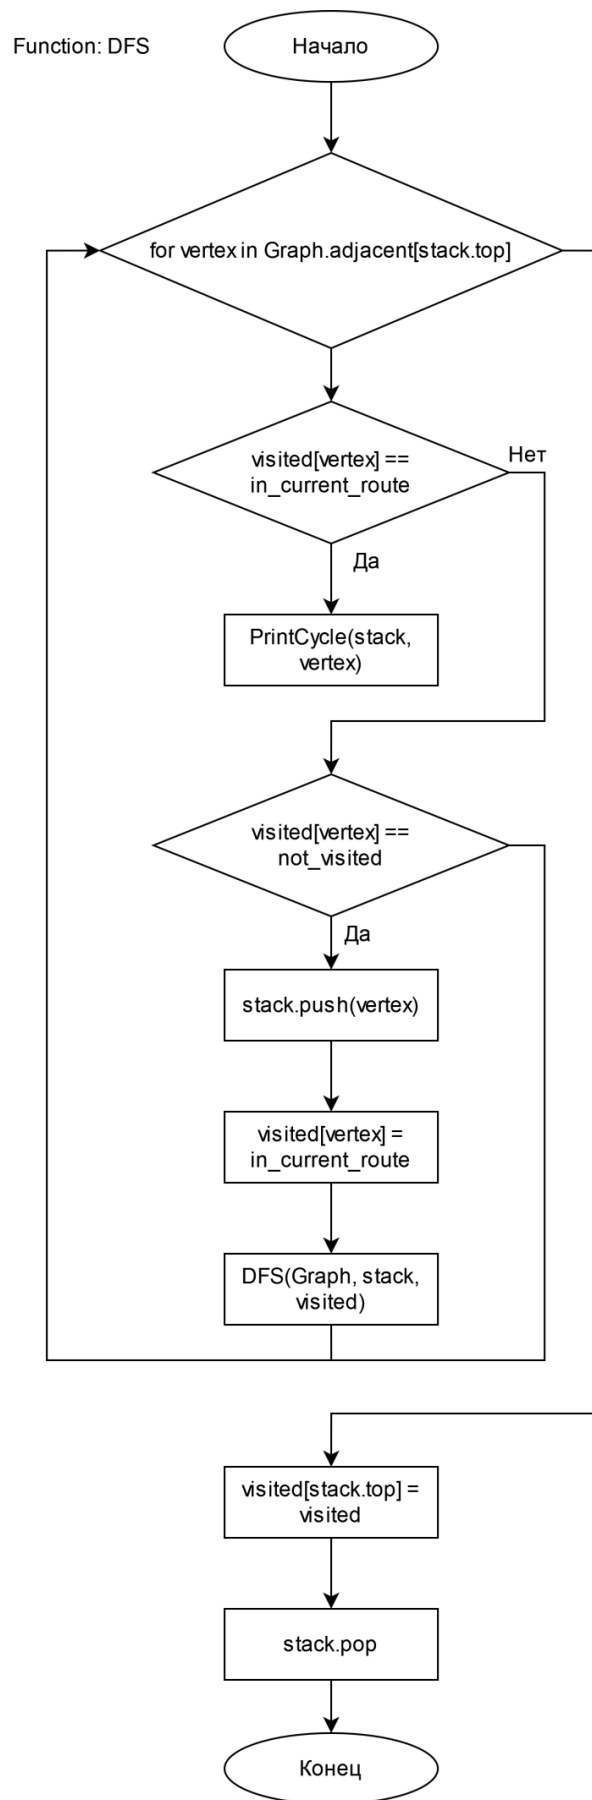 Function: DFS
Начало
for vertex in Graph.adjacent[stack.top]
visited[vertex] ==
in_current_route
Нет
Да
PrintCycle(stack,
vertex)
visited[vertex] ==
not_visited
Да
stack.push(vertex)
visited[vertex] =
in_current_route
DFS(Graph, stack,
visited)
visited[stack.top] =
visited
stack.pop
Конец